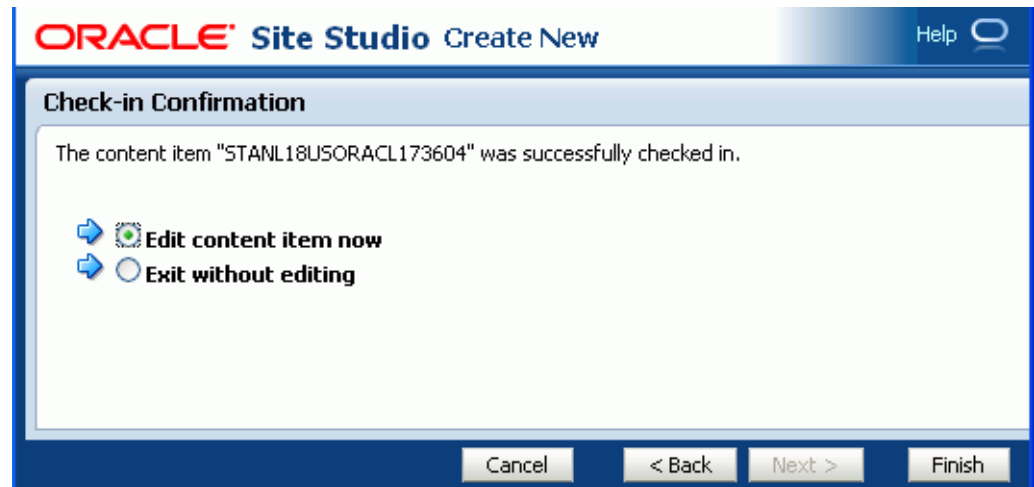 ORACLE Site Studio Create New Help
Check-in Confirmation
The content item "STANL18USORACL173604" was successfully checked in.
Edit content item now
Exit without editing
Cancel < Back Next > Finish